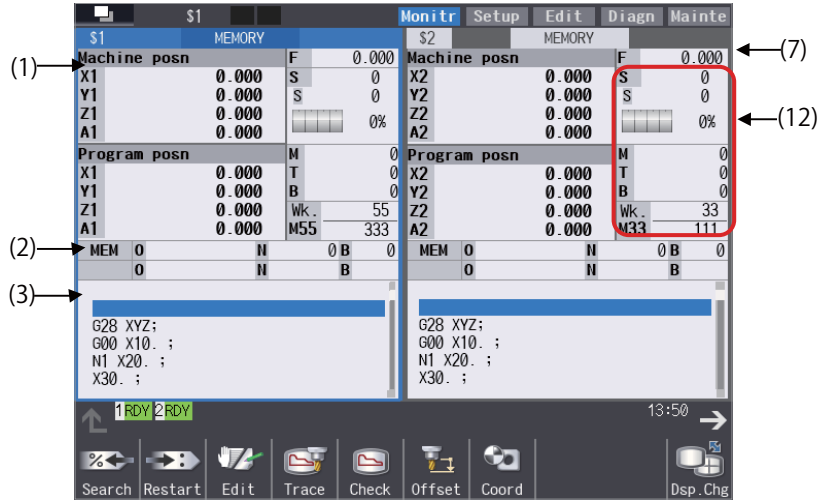 $1 Monitr Setup Edit Diagn Mainte
$1 MEMORY $2 MEMORY
(7)
Machine posn F 0.000 Machine posn F 0.000
(1)
X1 0.000 S 0 X2 0.000 S 0
Y1 0.000 S 0 Y2 0.000 S 0
Z1 0.000 0% Z2 0.000 0%
(12)
A1 0.000 A2 0.000
Program posn M 0 Program posn M 0
X1 0.000 T 0 X2 0.000 T 0
Y1 0.000 B 0 Y2 0.000 B 0
Z1 0.000 Wk. 55 Z2 0.000 Wk. 33
A1 0.000 M55 333 A2 0.000 M33 111
(2)
MEM O N 0 B 0 MEM O N 0 B 0
O N B O N B
(3)
G28 XYZ; G28 XYZ;
G00 X10. ; G00 X10. ;
N1 X20. ; N1 X20. ;
X30. ; X30. ;
1 RDY 2 RDY 13:50
Search Restart Edit Trace Check Offset Coord Dsp.Chg